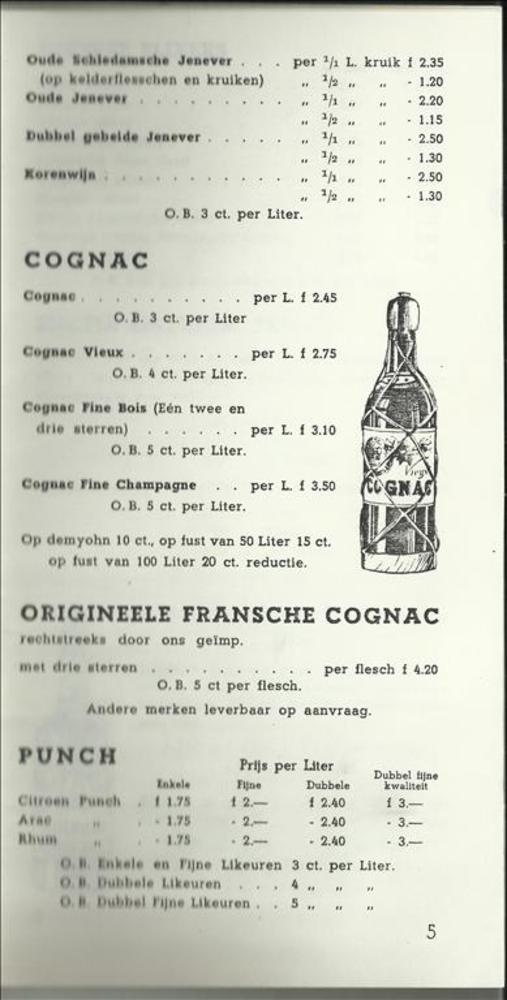 Oude Schiedamsche Jenever . . . per 1/1 L. kruik f 2.35
(op kelderflesschen en kruiken) „ 1/2 „ „ - 1.20
Oude Jenever . . . . . . . . „ 1/1 „ „ - 2.20
„ 1/2 „ „ - 1.15
Dubbel gebeide Jenever . . . . . „ 1/1 „ „ - 2.50
„ 1/2 „ „ - 1.30
Korenwijn . . . . . . . . . . „ 1/1 „ „ - 2.50
„ 1/2 „ „ - 1.30
O. B. 3 ct. per Liter.
COGNAC
Cognac . . . . . . . . . . per L. f 2.45
O. B. 3 ct. per Liter
Cognac Vieux . . . . . . . per L. f 2.75
O. B. 4 ct. per Liter.
Cognac Fine Bois (Eén twee en
drie sterren) . . . . . . per L. f 3.10
O. B. 5 ct. per Liter.
Cognac Fine Champagne . . per L. f 3.50
O. B. 5 ct. per Liter.
COGNAC
Op demyohn 10 ct., op fust van 50 Liter 15 ct.
op fust van 100 Liter 20 ct. reductie.
ORIGINEELE FRANSCHE COGNAC
rechtstreeks door ons geïmp.
met drie sterren . . . . . . . . . . per flesch f 4.20
O. B. 5 ct per flesch.
Andere merken leverbaar op aanvraag.
PUNCH
Prijs per Liter
Enkele Fijne Dubbele Dubbel fijne kwaliteit
Citroen Punch . f 1.75 f 2.— f 2.40 f 3.—
Arac „ . - 1.75 - 2.— - 2.40 - 3.—
Rhum „ . - 1.75 - 2.— - 2.40 - 3.—
O. B. Enkele en Fijne Likeuren 3 ct. per Liter.
O. B. Dubbele Likeuren . . . 4 „ „ „
O. B. Dubbel Fijne Likeuren . . 5 „ „ „
5